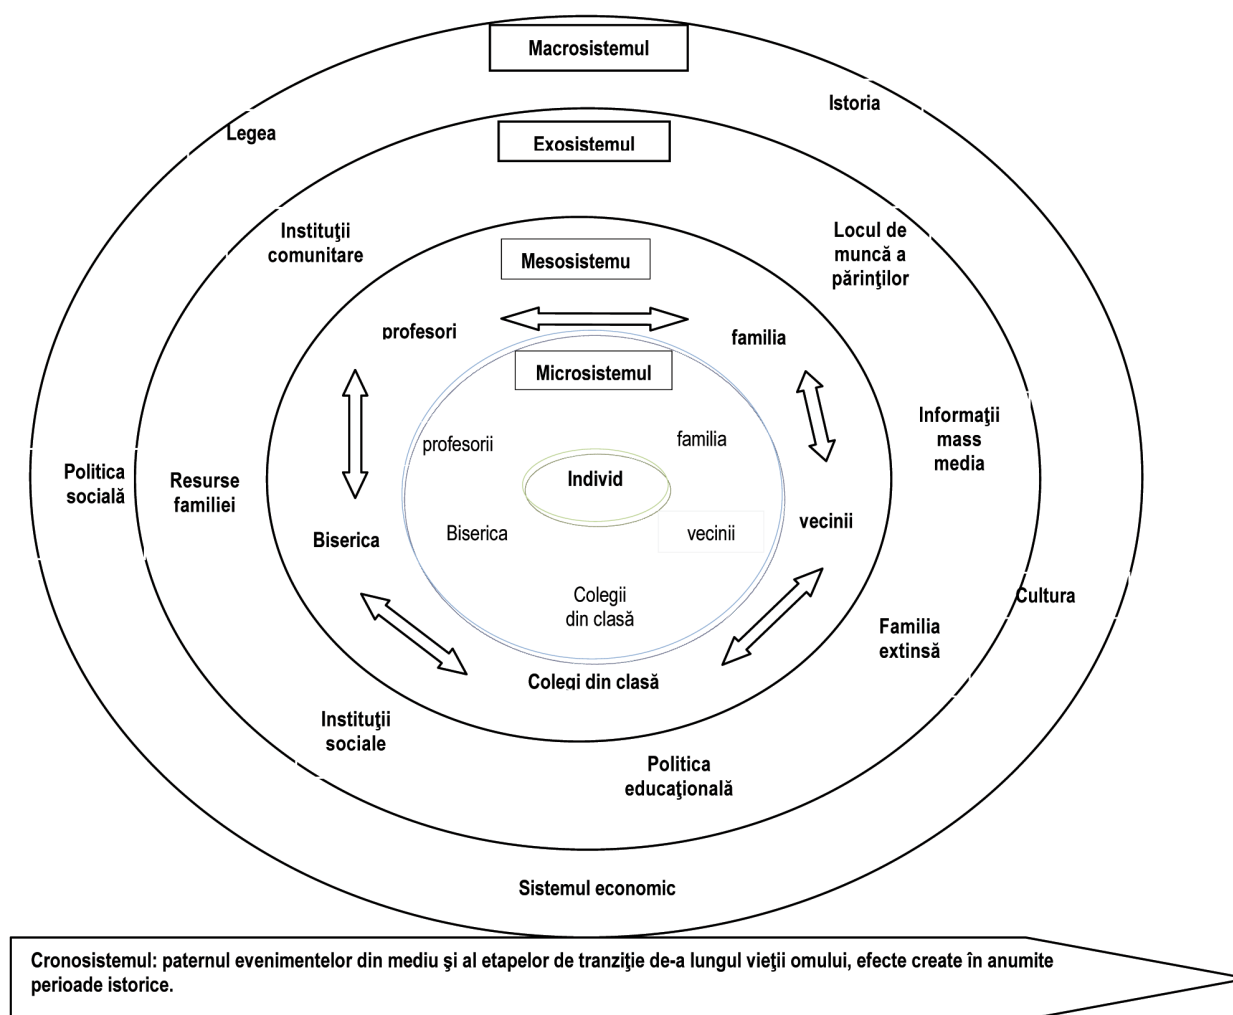 Macrosistemul
Istoria
Legea
Exosistemul
Instituţii
comunitare
Locul de
muncă a
părinţilor
Mesosistemu
profesori
familia
Microsistemul
Informaţii
mass
media
profesorii
familia
Politica
socială
Resurse
familiei
Individ
Biserica
Biserica
vecinii
vecinii
Colegii
din clasă
Cultura
Familia
extinsă
Colegi din clasă
Instituţii
sociale
Politica
educaţională
Sistemul economic
Cronosistemul: paternul evenimentelor din mediu şi al etapelor de tranziţie de-a lungul vieţii omului, efecte create în anumite
perioade istorice.